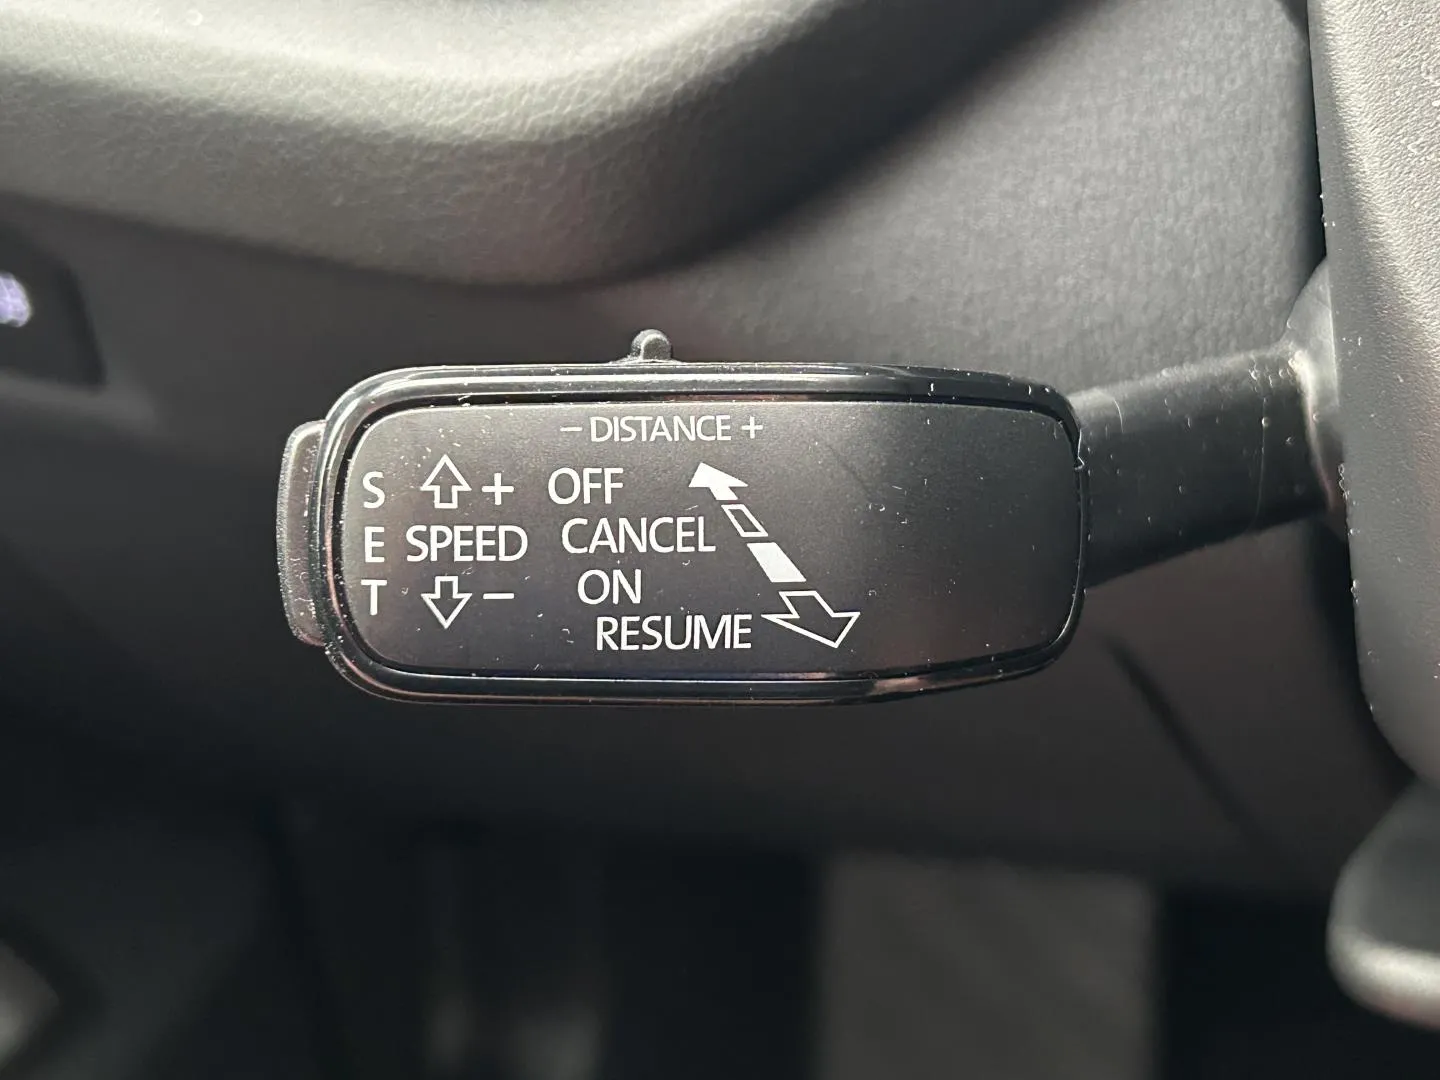 – DISTANCE +
S + OFF
E SPEED CANCEL
T – ON
RESUME